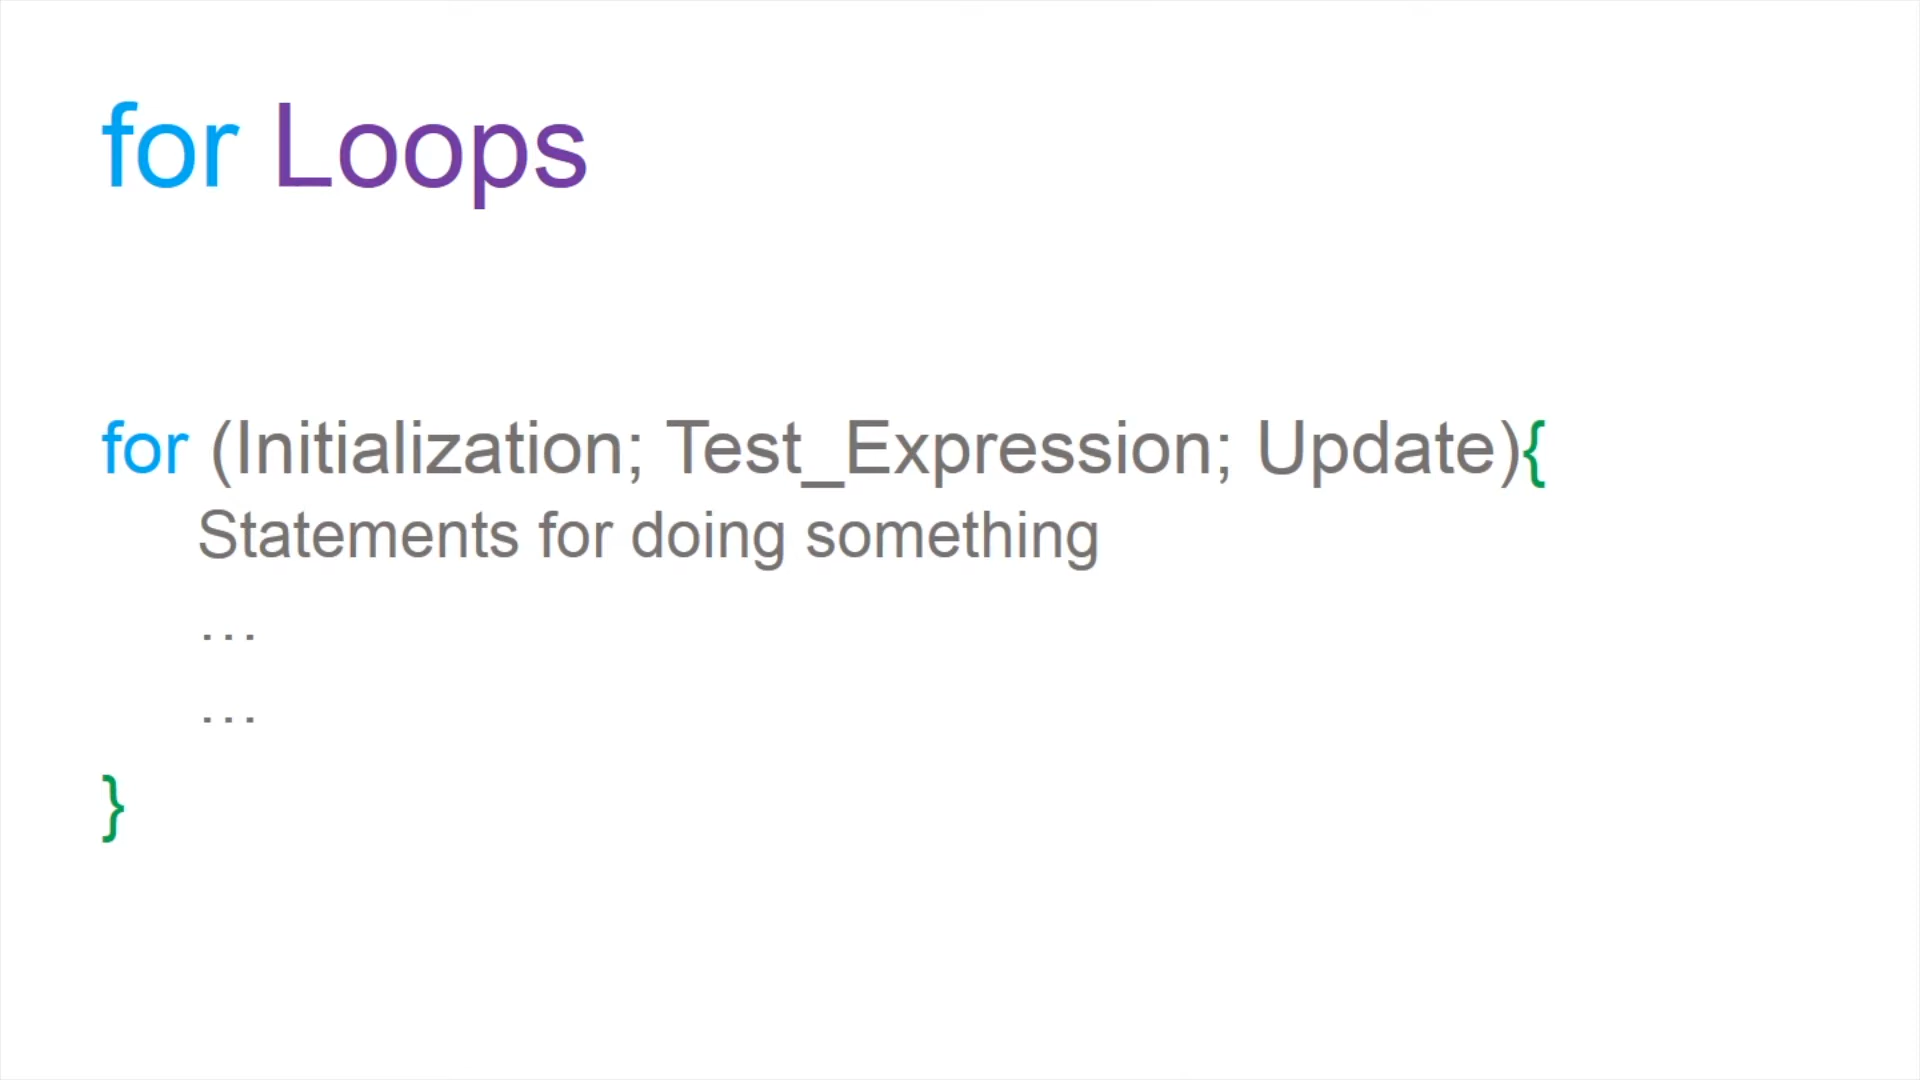 for Loops
for (Initialization; Test_Expression; Update){
Statements for doing something
...
...
}